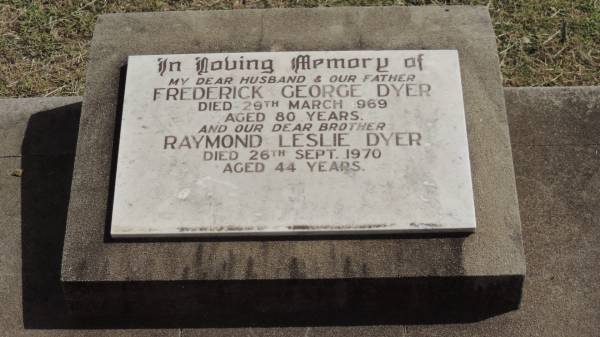 In Loving Memory of
MY DEAR HUSBAND & OUR FATHER
FREDERICK GEORGE DYER
DIED 29TH MARCH 969
AGED 80 YEARS.
AND OUR DEAR BROTHER
RAYMOND LESLIE DYER
DIED 26TH SEPT. 1970
AGED 44 YEARS.